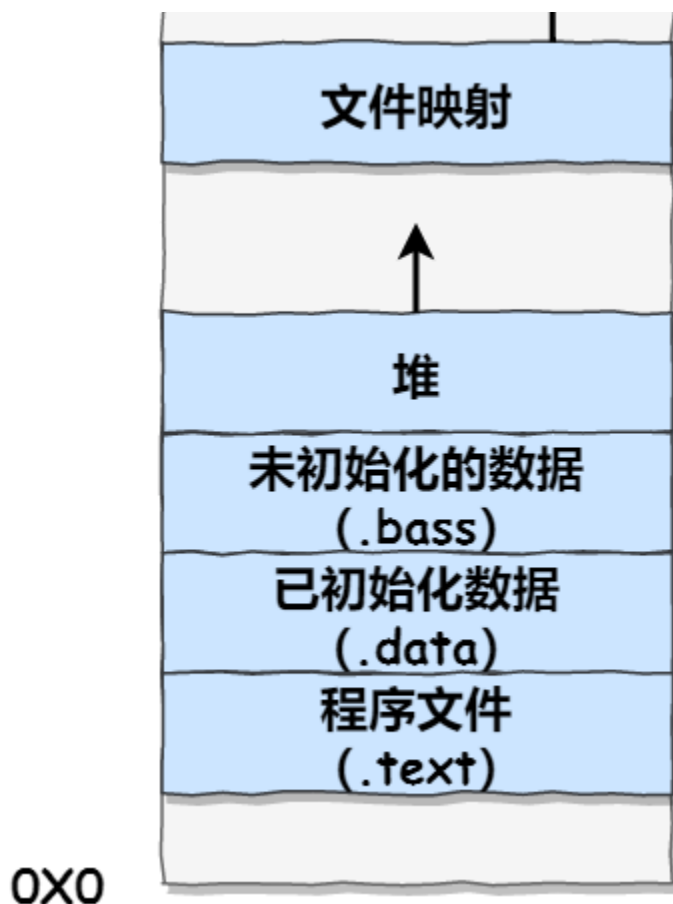 文件映射
堆
未初始化的数据
(.bass)
已初始化数据
(.data)
程序文件
(.text)
0X0